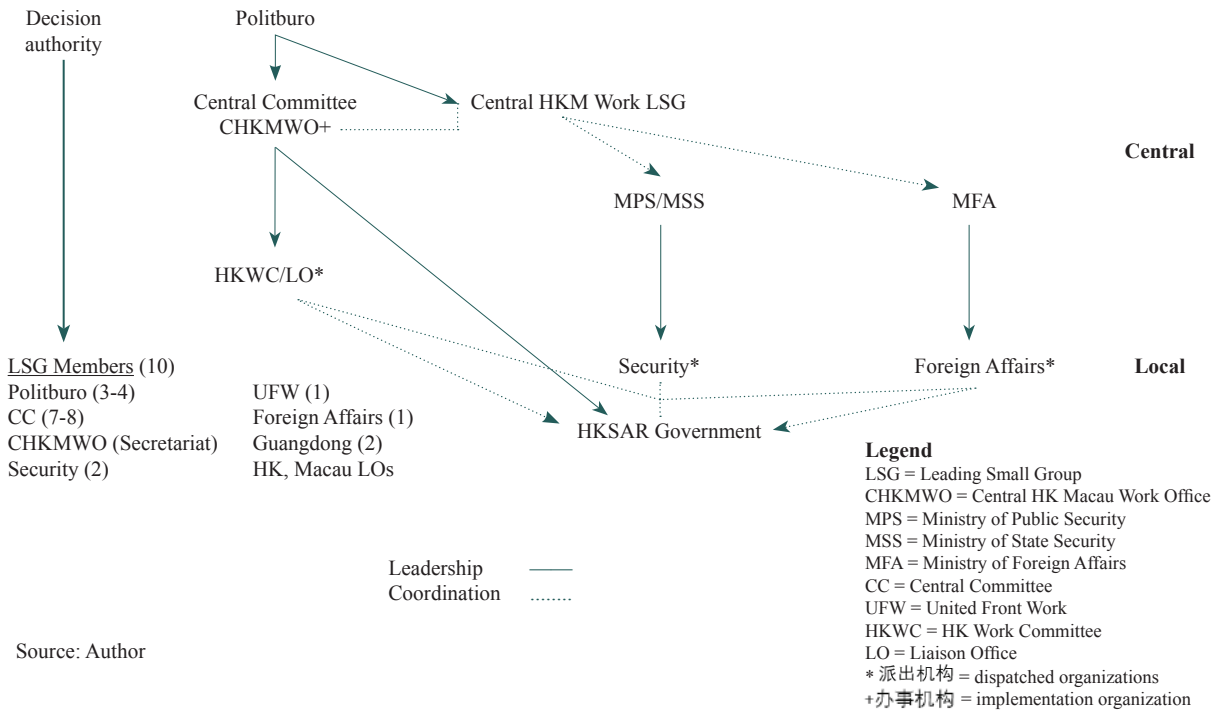 Decision
authority
Politburo
Central Committee
CHKMWO+
Central HKM Work LSG
Central
MPS/MSS
MFA
HKWC/LO*
Security*
Foreign Affairs*
Local
HKSAR Government
LSG Members (10)
Politburo (3-4)
CC (7-8)
CHKMWO (Secretariat)
Security (2)
UFW (1)
Foreign Affairs (1)
Guangdong (2)
HK, Macau LOs
Legend
LSG = Leading Small Group
CHKMWO = Central HK Macau Work Office
MPS = Ministry of Public Security
MSS = Ministry of State Security
MFA = Ministry of Foreign Affairs
CC = Central Committee
UFW = United Front Work
HKWC = HK Work Committee
LO = Liaison Office
* 派出机构 = dispatched organizations
+办事机构 = implementation organization
Leadership
Coordination
Source: Author